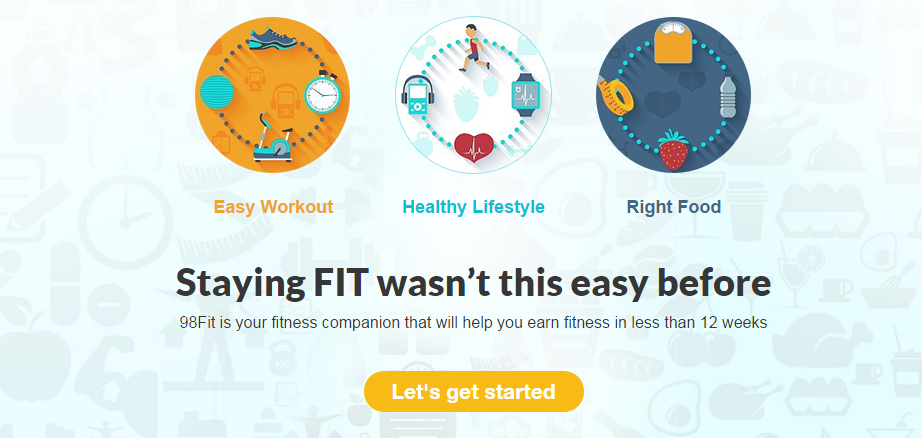 Easy Workout
Healthy Lifestyle
Right Food
Staying FIT wasn't this easy before
98Fit is your fitness companion that will help you earn fitness in less than 12 weeks
KG
Let's get started